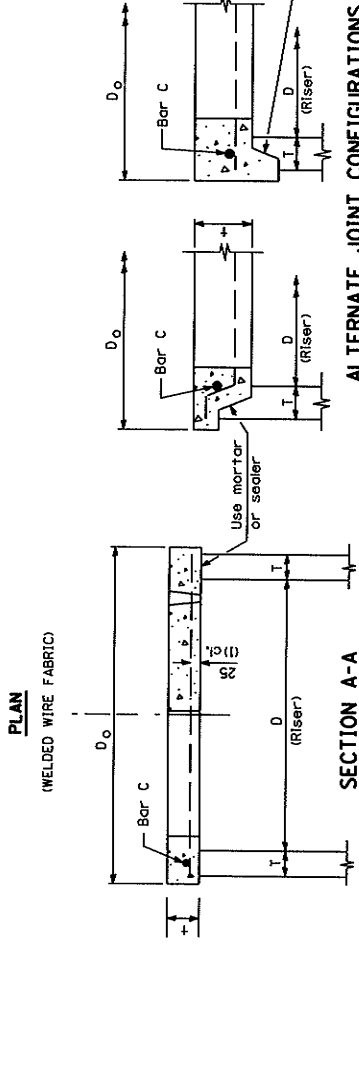 PLAN
(WELDED WIRE FABRIC)
Do
Bar C
t
25
(1) cl.
T
D
(Riser)
T
SECTION A-A
Use mortar
or sealer
Do
Bar C
t
T
D
(Riser)
Do
Bar C
T
D
(Riser)
ALTERNATE JOINT CONFIGURATIONS